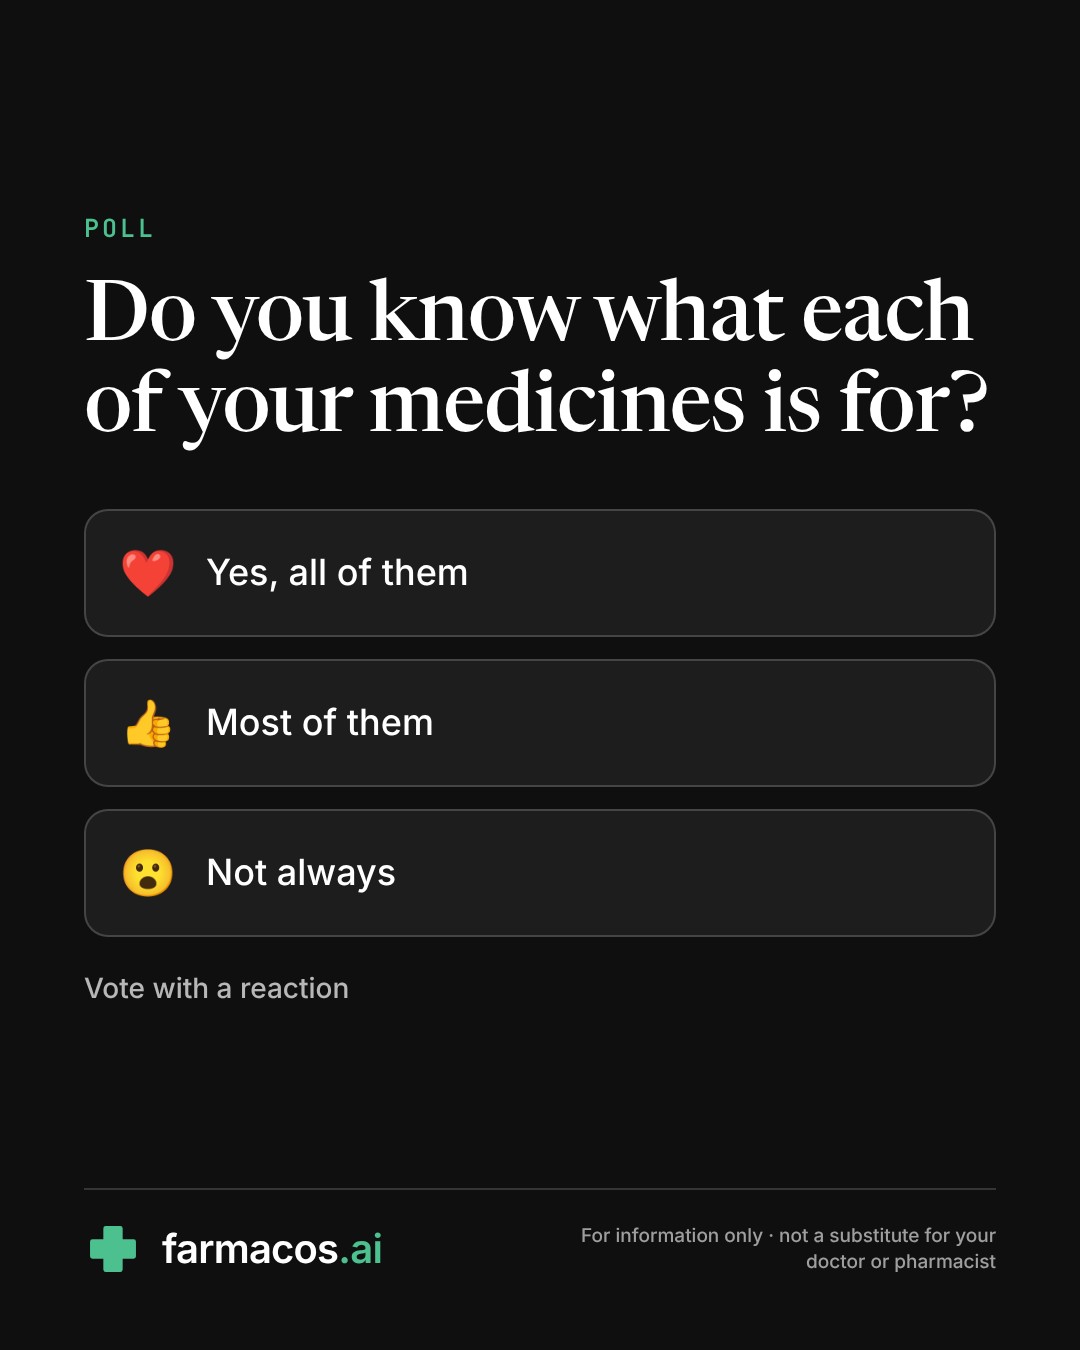 POLL
Do you know what each
of your medicines is for?
❤️ Yes, all of them
👍 Most of them
😮 Not always
Vote with a reaction
farmacos.ai
For information only · not a substitute for your
doctor or pharmacist